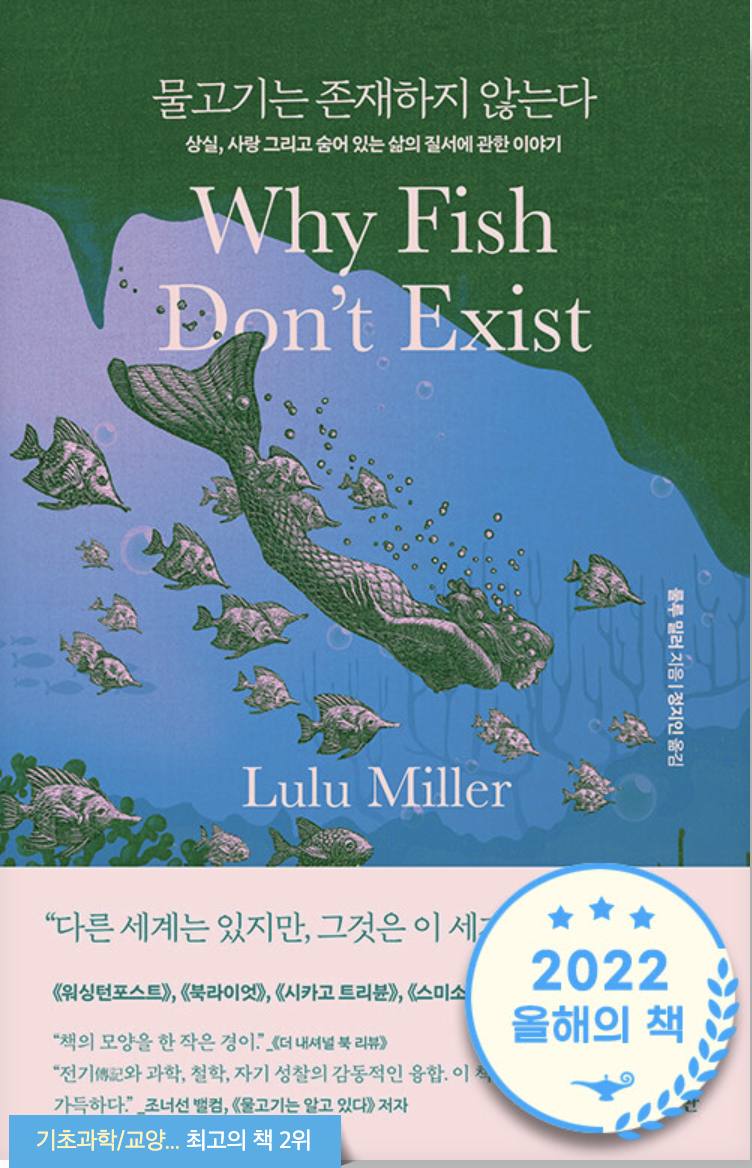 물고기는 존재하지 않는다
상실, 사랑 그리고 숨어 있는 삶의 질서에 관한 이야기
Why Fish
Don't Exist
룰루 밀러 지음 | 정지인 옮김
Lulu Miller
“다른 세계는 있지만, 그것은 이
《워싱턴포스트》, 《북라이엇》, 《시카고 트리뷴》,
“책의 모양을 한 작은 경이.”_《더 내셔널 북 리뷰》
“전기傳記와 과학, 철학, 자기 성찰의 감동적인 융합. 이 책
가득하다.”_조너선 밸컴, 《물고기는 알고 있다》 저자
2022
올해의 책
기초과학/교양... 최고의 책 2위